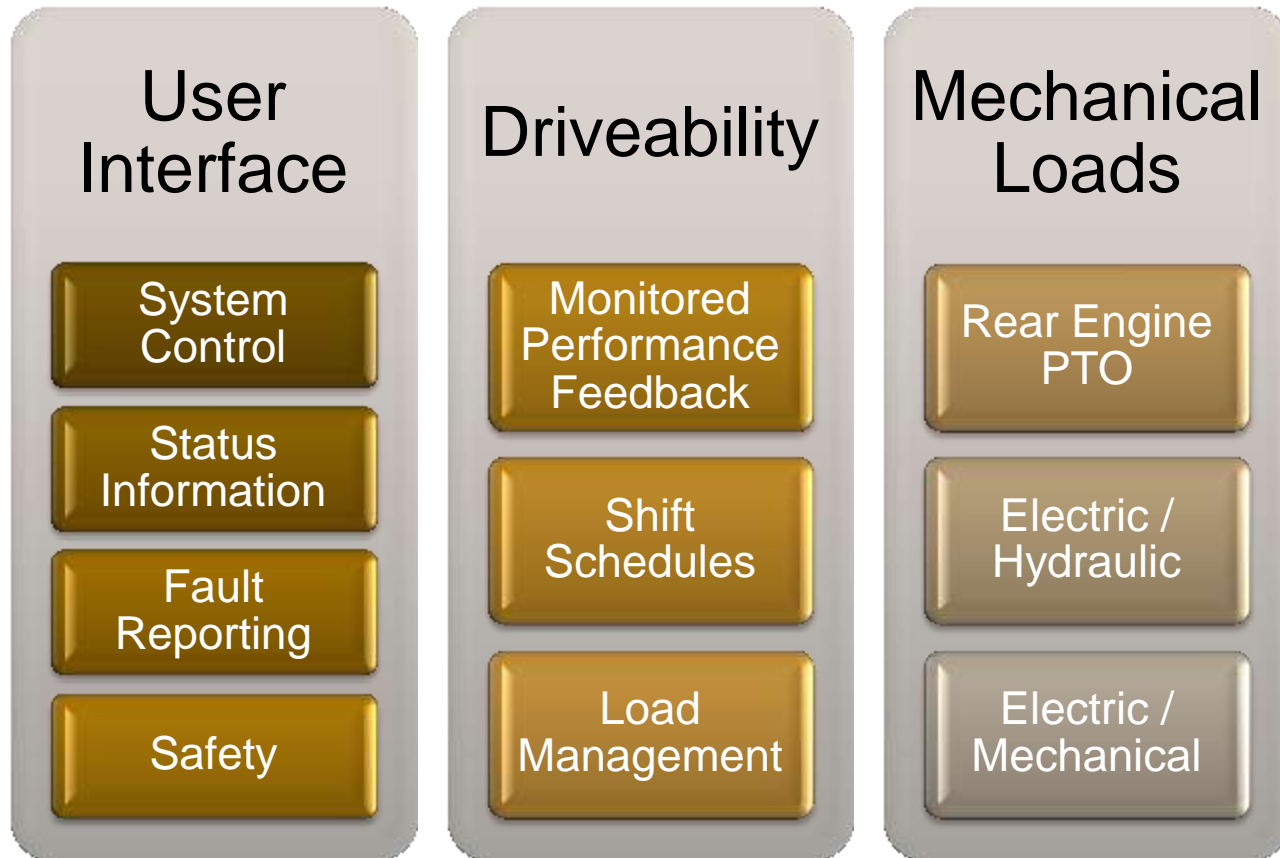 User
Interface
System
Control
Status
Information
Fault
Reporting
Safety
Driveability
Monitored
Performance
Feedback
Shift
Schedules
Load
Management
Mechanical
Loads
Rear Engine
PTO
Electric /
Hydraulic
Electric /
Mechanical